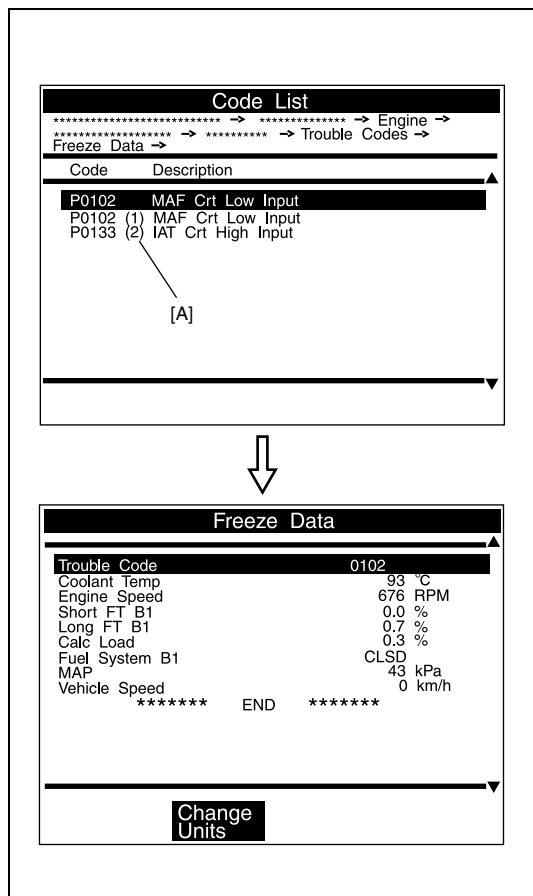 Code List
*************************** → ************** → Engine →
******************* → ********** → Trouble Codes →
Freeze Data →
Code Description
P0102 MAF Crt Low Input
P0102 (1) MAF Crt Low Input
P0133 (2) IAT Crt High Input
[A]
Freeze Data
Trouble Code 0102
Coolant Temp 93 °C
Engine Speed 676 RPM
Short FT B1 0.0 %
Long FT B1 0.7 %
Calc Load 0.3 %
Fuel System B1 CLSD
MAP 43 kPa
Vehicle Speed 0 km/h
******* END *******
Change
Units